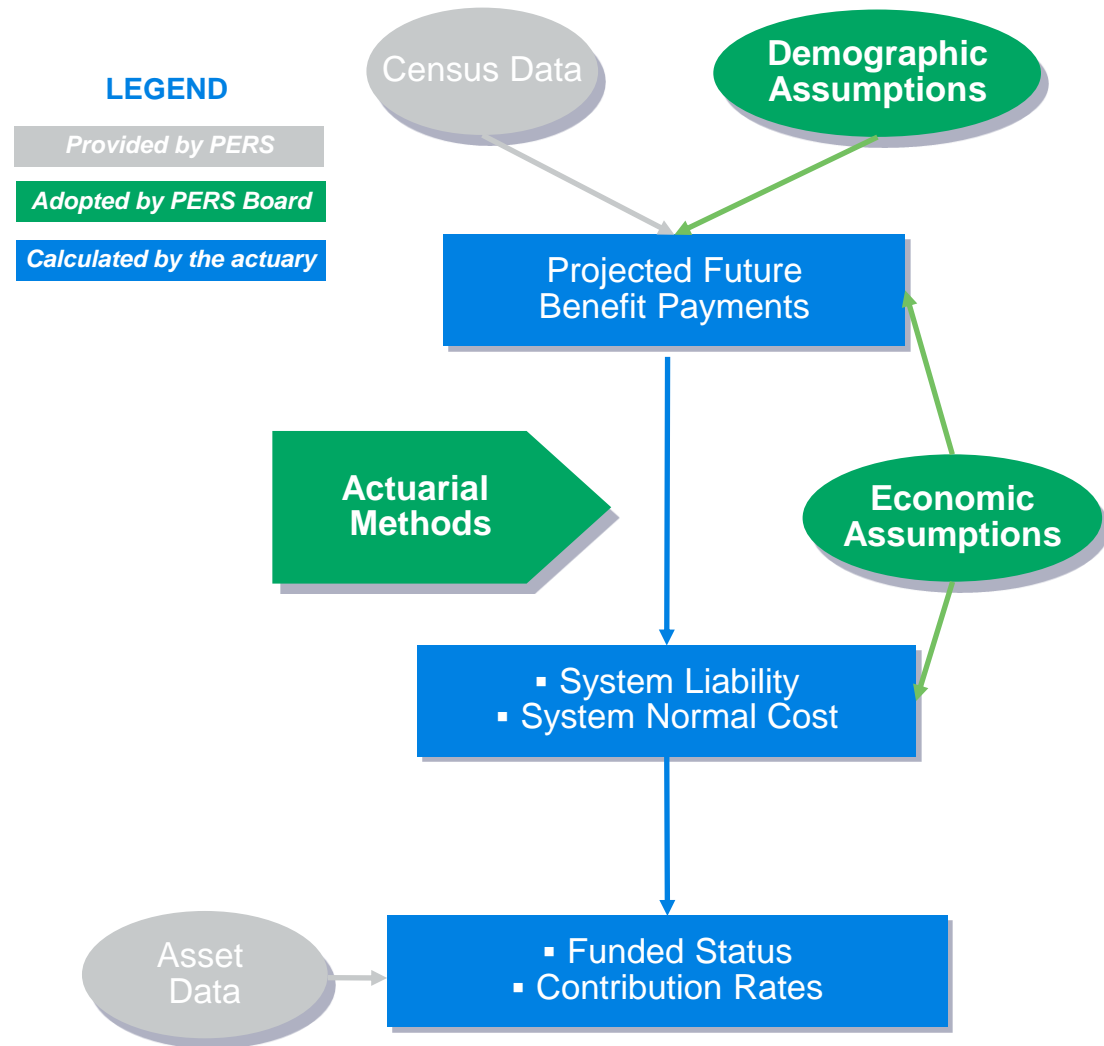 LEGEND
Provided by PERS
Adopted by PERS Board
Calculated by the actuary
Census Data
Demographic
Assumptions
Projected Future
Benefit Payments
Actuarial
Methods
Economic
Assumptions
▪ System Liability
▪ System Normal Cost
Asset
Data
▪ Funded Status
▪ Contribution Rates